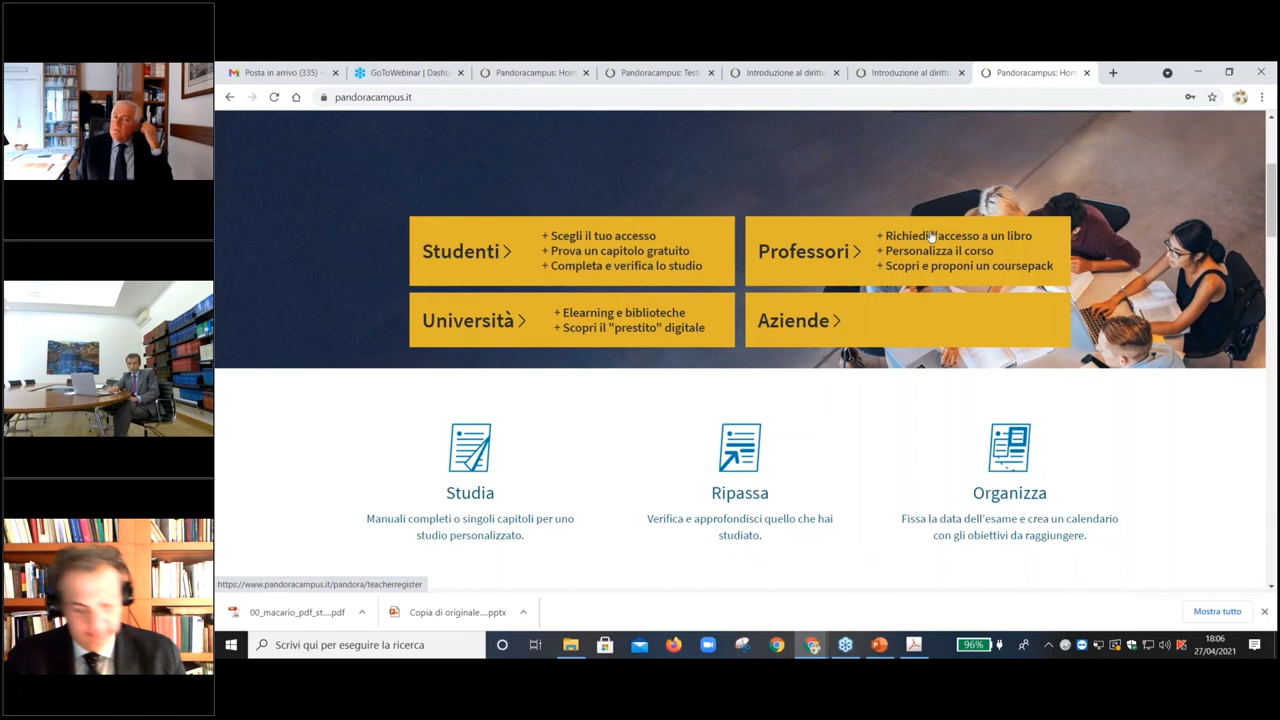 Posta in arrivo (335) -
GoToWebinar | Dashb
Pandoracampus: Hom
Pandoracampus: Test
Introduzione al diritto
Introduzione al diritto
Pandoracampus: Hom
pandoracampus.it
Studenti
+ Scegli il tuo accesso
+ Prova un capitolo gratuito
+ Completa e verifica lo studio
Professori
+ Richiedi l'accesso a un libro
+ Personalizza il corso
+ Scopri e proponi un coursepack
Università
+ Elearning e biblioteche
+ Scopri il "prestito" digitale
Aziende
Studia
Manuali completi o singoli capitoli per uno
studio personalizzato.
Ripassa
Verifica e approfondisci quello che hai
studiato.
Organizza
Fissa la data dell'esame e crea un calendario
con gli obiettivi da raggiungere.
https://www.pandoracampus.it/pandora/teacherregister
00_macario_pdf_st....pdf
Copia di originale....pptx
Mostra tutto
Scrivi qui per eseguire la ricerca
96%
18:06
27/04/2021